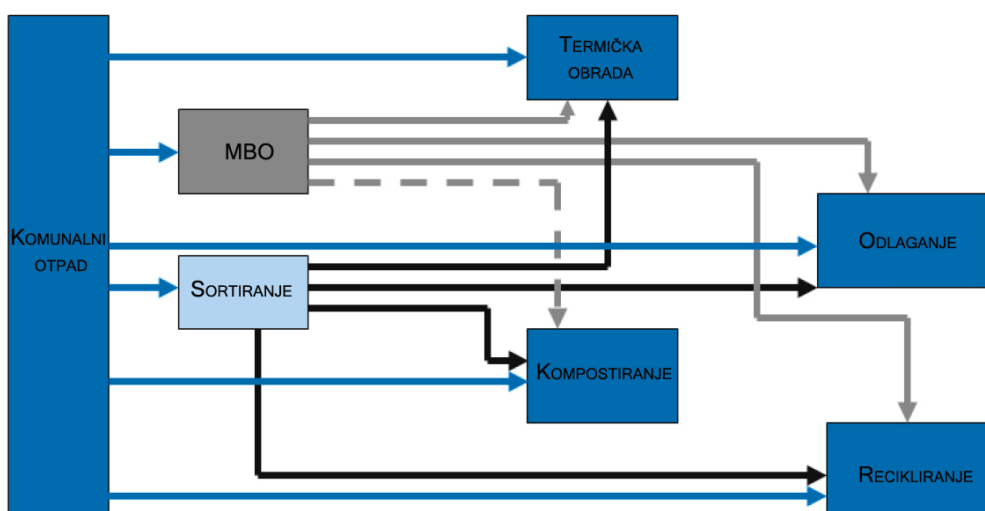 TERMIČKA
OBRADA
MBO
KOMUNALNI
OTPAD
ODLAGANJE
SORTIRANJE
KOMPOSTIRANJE
RECIKLIRANJE